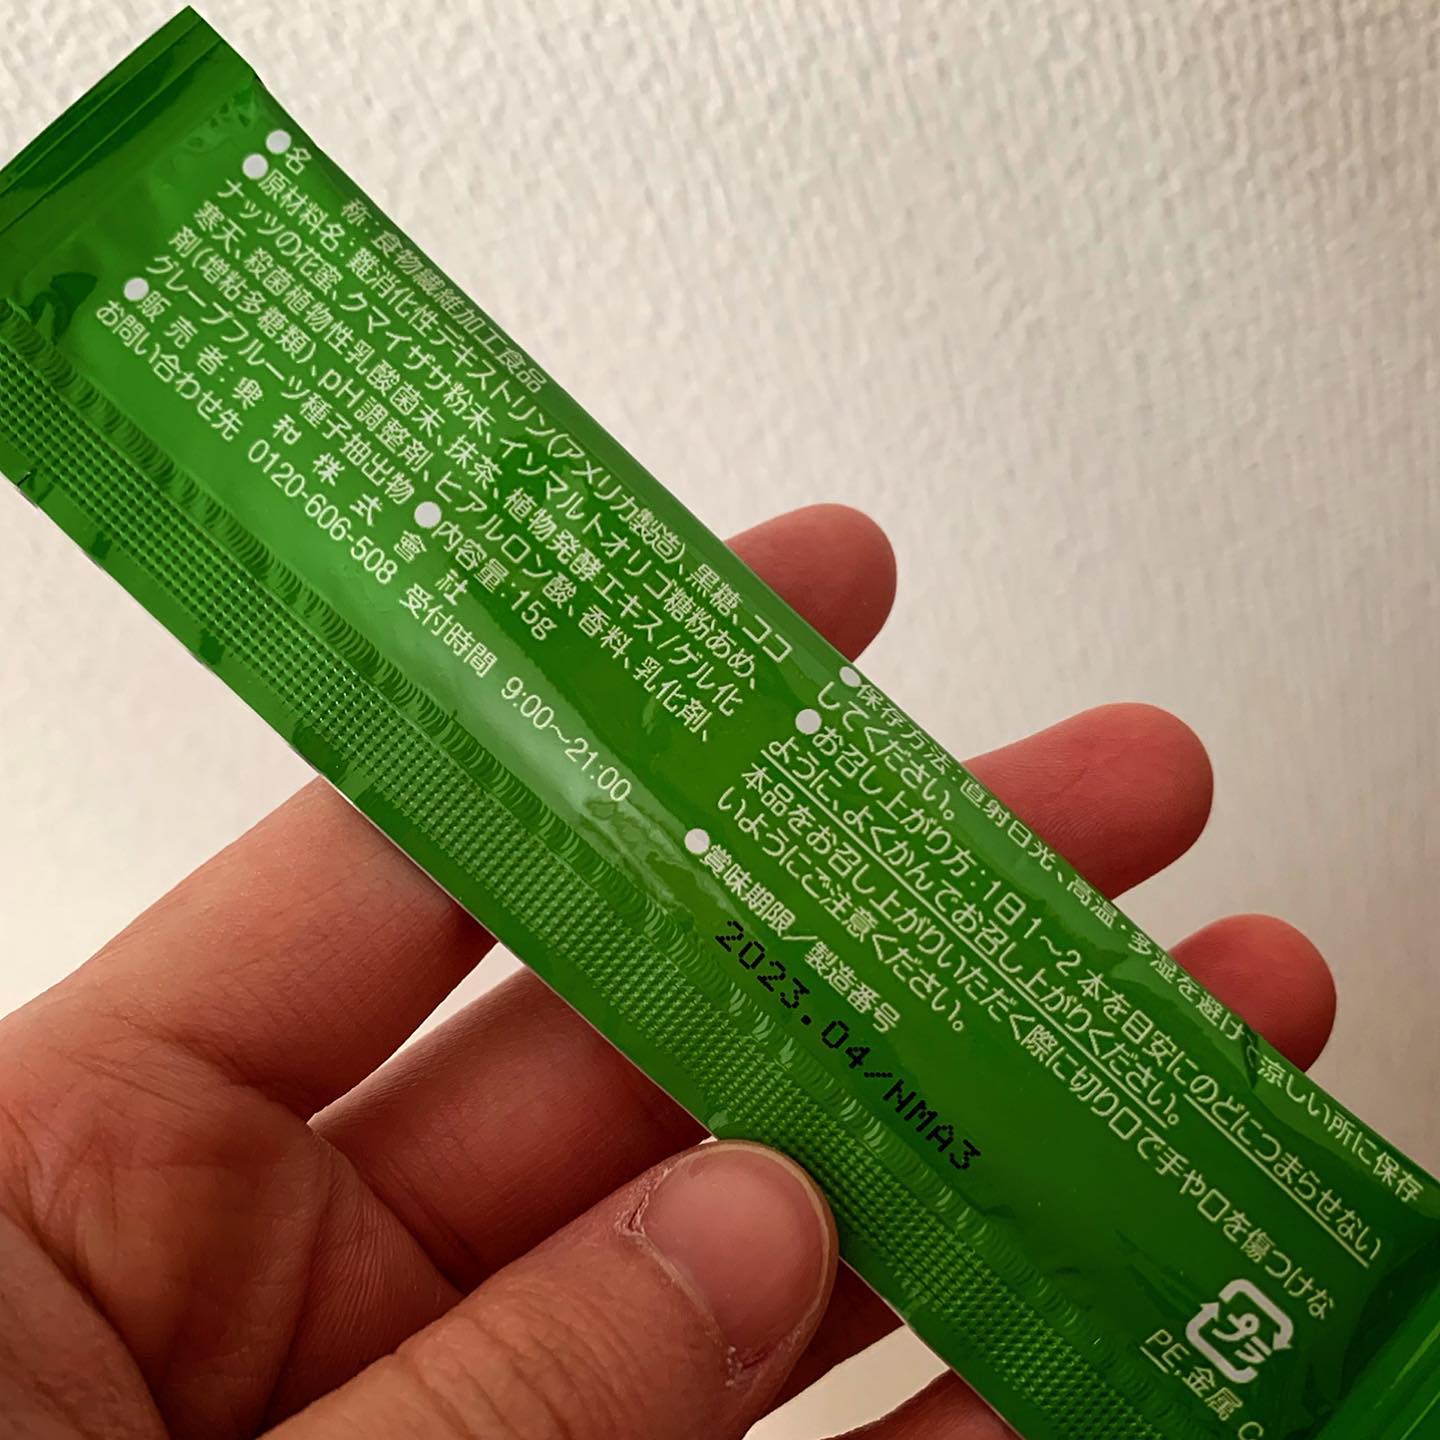 ●名　称：食物繊維加工食品
●原材料名：難消化性デキストリン(アメリカ製造)、黒糖、ココ
ナッツの花蜜、クマイザサ粉末、イソマルトオリゴ糖粉あめ、
寒天、殺菌植物性乳酸菌末、抹茶、植物発酵エキス/ゲル化
剤(増粘多糖類)、pH調整剤、ヒアルロン酸、香料、乳化剤、
グレープフルーツ種子抽出物 ●内容量：15g
●販売者：興和株式會社
お問い合わせ先 0120-606-508 受付時間 9:00〜21:00
●保存方法：直射日光、高温・多湿を避けて涼しい所に保存
してください。
●お召し上がり方：1日1〜2本を目安にのどにつまらせない
ように、よくかんでお召し上がりください。
本品をお召し上がりいただく際に切り口で手や口を傷つけな
いようにご注意ください。
●賞味期限／製造番号
2023.04/NMA3
プラ
PE,金属